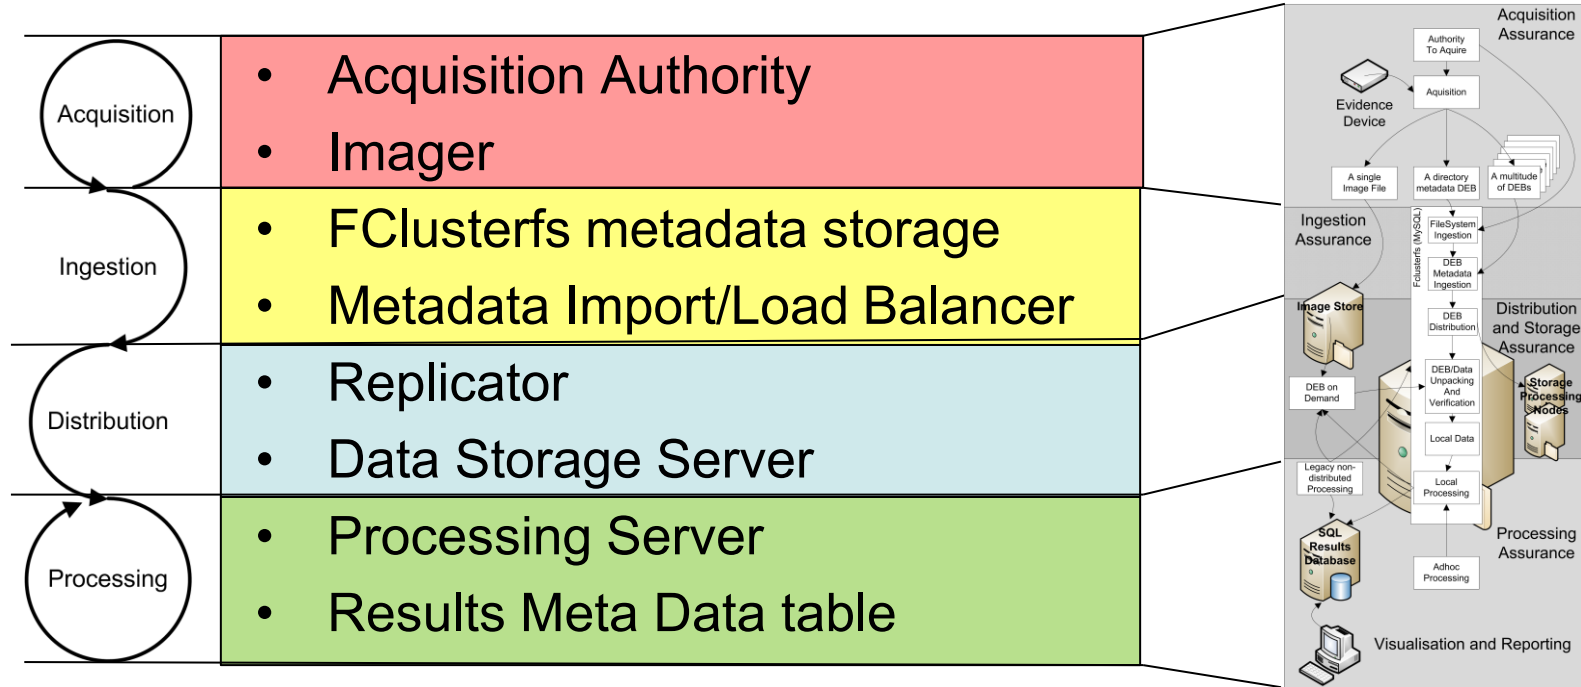 Acquisition
• Acquisition Authority
• Imager
Ingestion
• FClusterfs metadata storage
• Metadata Import/Load Balancer
Distribution
• Replicator
• Data Storage Server
Processing
• Processing Server
• Results Meta Data table
Acquisition
Assurance
Authority
To Aquire
Aquisition
Evidence
Device
A single
Image File
A directory
metadata DEB
A multitude
of DEBs
Ingestion
Assurance
Fclusterfs (MySQL)
FileSystem
Ingestion
DEB
Metadata
Ingestion
Image Store
DEB
Distribution
Distribution
and Storage
Assurance
DEB on
Demand
DEB/Data
Unpacking
And
Verification
Storage
Processing
Nodes
Local Data
Legacy non-
distributed
Processing
Local
Processing
SQL
Results
Database
Processing
Assurance
Adhoc
Processing
Visualisation and Reporting